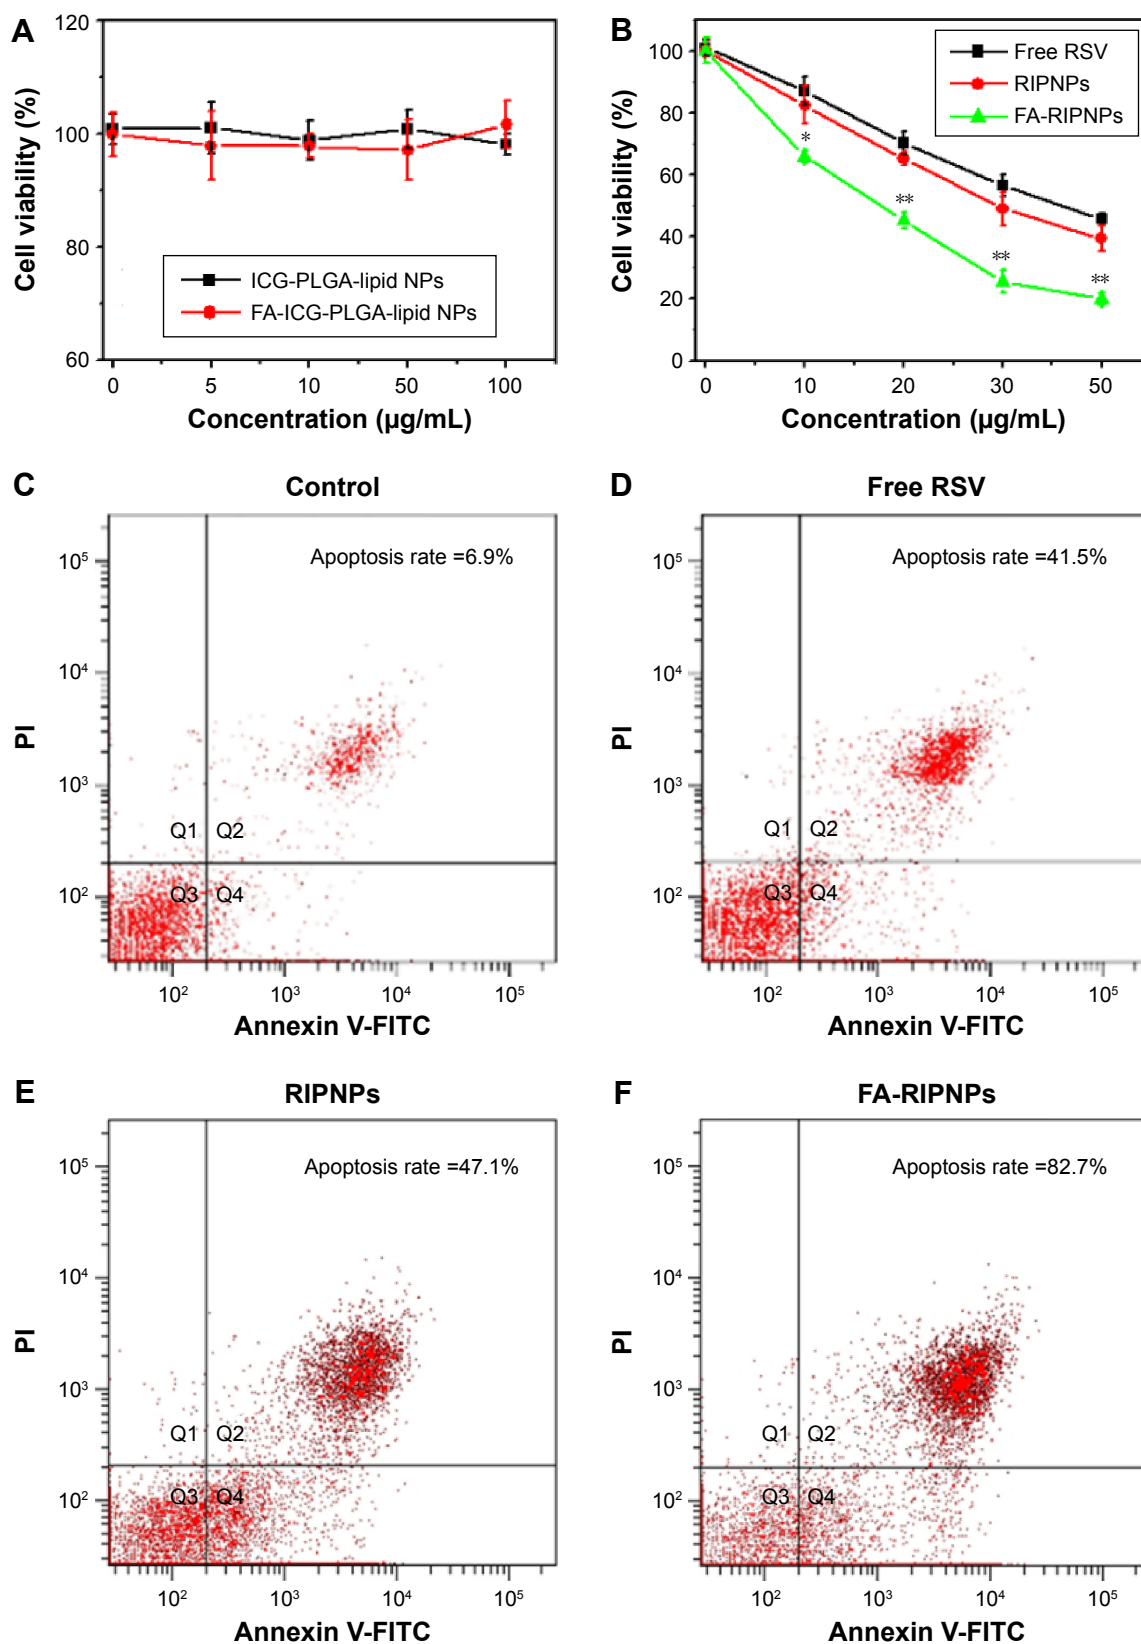 A
120
100
80
60
Cell viability (%)
ICG-PLGA-lipid NPs
FA-ICG-PLGA-lipid NPs
0 5 10 50 100
Concentration (µg/mL)
B
100
80
60
40
20
0
Cell viability (%)
Free RSV
RIPNPs
FA-RIPNPs
*
**
**
**
0 10 20 30 50
Concentration (µg/mL)
C
Control
Apoptosis rate =6.9%
10⁵
10⁴
10³
10²
PI
Q1 Q2
Q3 Q4
10² 10³ 10⁴ 10⁵
Annexin V-FITC
D
Free RSV
Apoptosis rate =41.5%
10⁵
10⁴
10³
10²
PI
Q1 Q2
Q3 Q4
10² 10³ 10⁴ 10⁵
Annexin V-FITC
E
RIPNPs
Apoptosis rate =47.1%
10⁵
10⁴
10³
10²
PI
Q1 Q2
Q3 Q4
10² 10³ 10⁴ 10⁵
Annexin V-FITC
F
FA-RIPNPs
Apoptosis rate =82.7%
10⁵
10⁴
10³
10²
PI
Q1 Q2
Q3 Q4
10² 10³ 10⁴ 10⁵
Annexin V-FITC